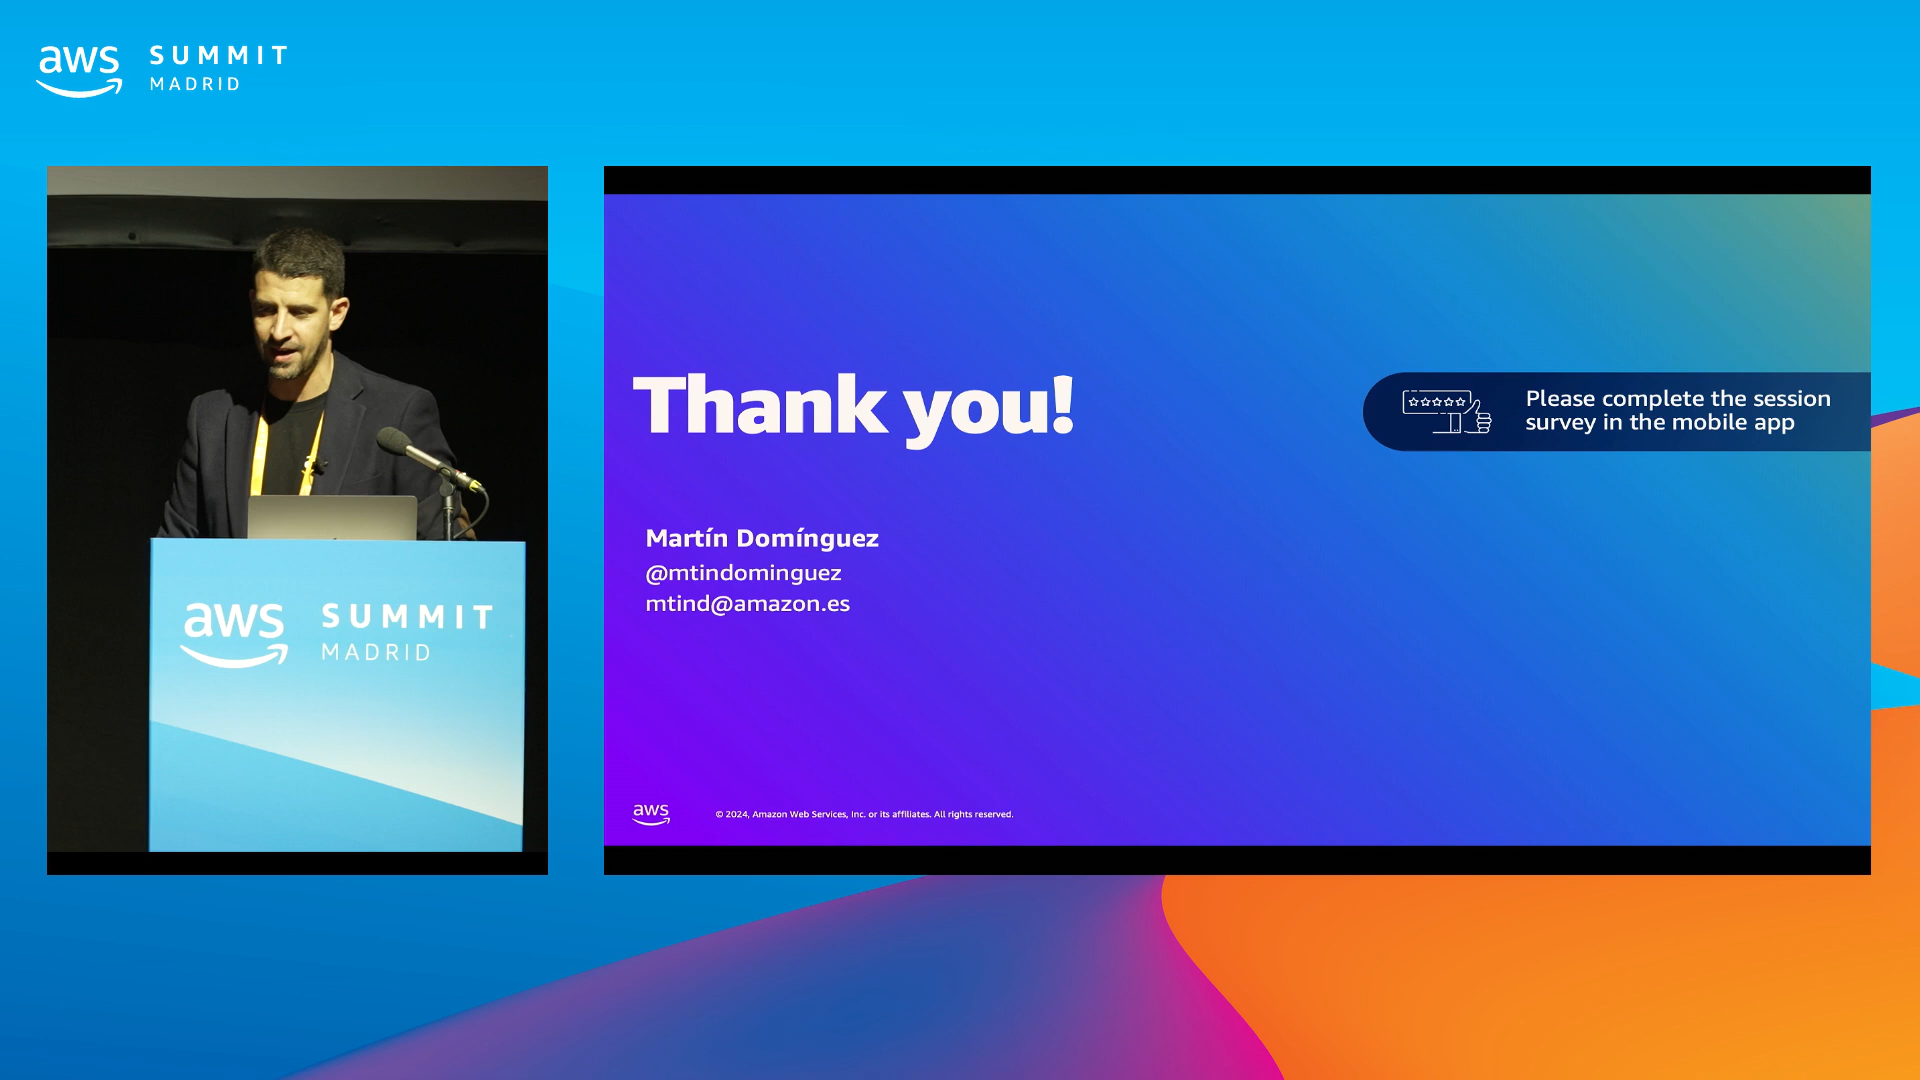 aws SUMMIT
MADRID
aws SUMMIT
MADRID
Thank you!
Please complete the session
survey in the mobile app
Martín Domínguez
@mtindominguez
mtind@amazon.es
aws
© 2024, Amazon Web Services, Inc. or its affiliates. All rights reserved.